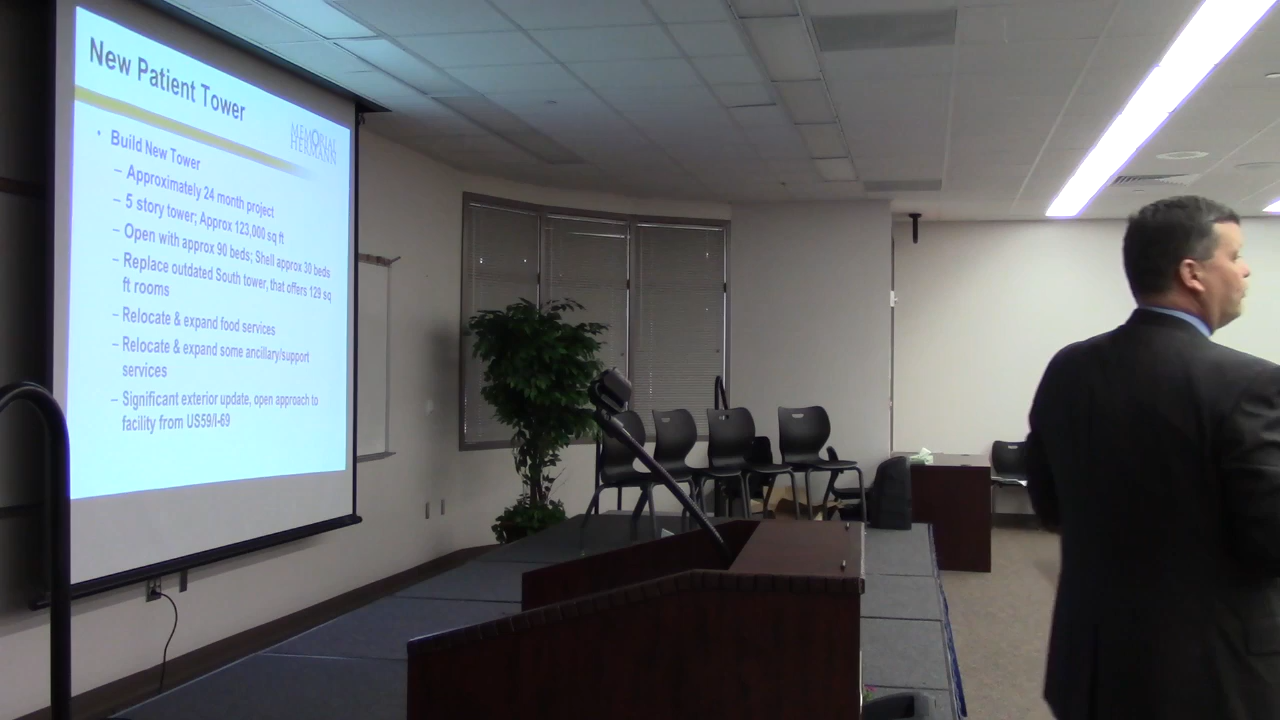 New Patient Tower
MEMORIAL
HERMANN
• Build New Tower
– Approximately 24 month project
– 5 story tower; Approx 123,000 sq ft
– Open with approx 90 beds; Shell approx 30 beds
– Replace outdated South tower, that offers 129 sq
ft rooms
– Relocate & expand food services
– Relocate & expand some ancillary/support
services
– Significant exterior update, open approach to
facility from US59/I-69